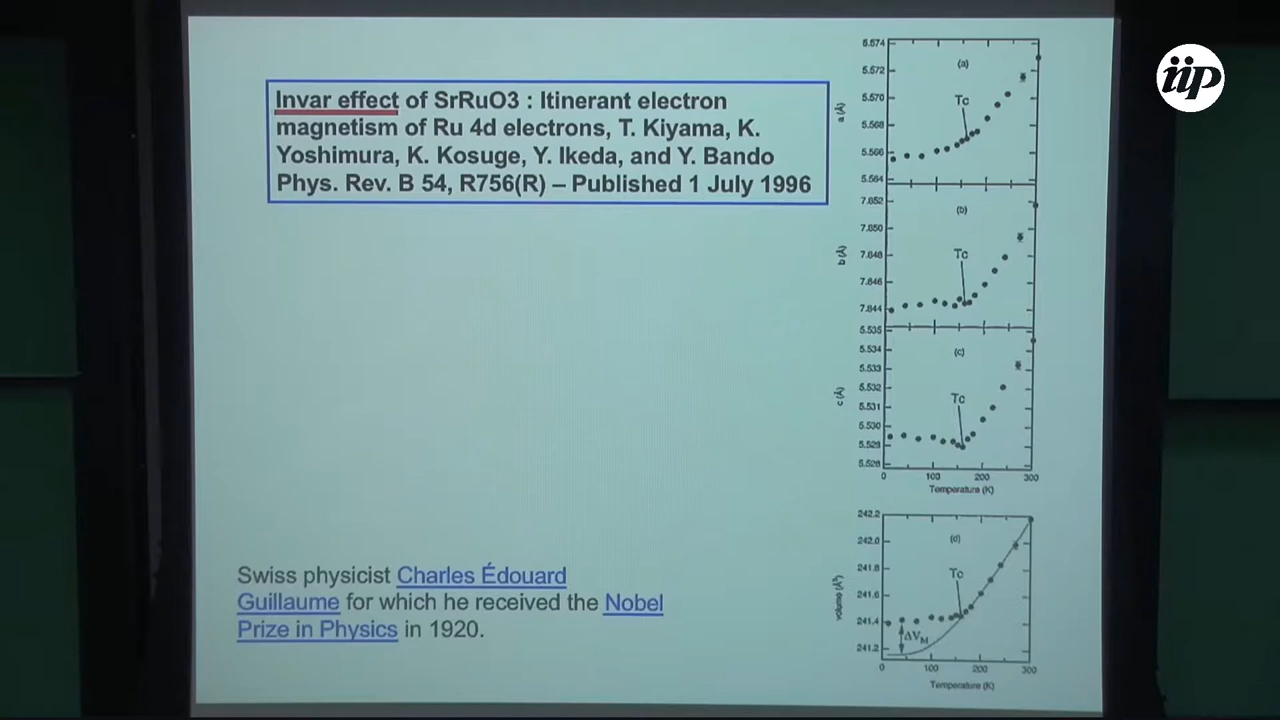 iip
Invar effect of SrRuO3 : Itinerant electron
magnetism of Ru 4d electrons, T. Kiyama, K.
Yoshimura, K. Kosuge, Y. Ikeda, and Y. Bando
Phys. Rev. B 54, R756(R) – Published 1 July 1996
5.574
5.572
5.570
5.568
5.566
5.564
a (Å)
(a)
Tc
7.852
7.850
7.848
7.846
7.844
b (Å)
(b)
Tc
5.535
5.534
5.533
5.532
5.531
5.530
5.529
5.528
c (Å)
(c)
Tc
0 100 200 300
Temperature (K)
242.2
242.0
241.8
241.6
241.4
241.2
volume (Å³)
(d)
Tc
ΔVM
0 100 200 300
Temperature (K)
Swiss physicist Charles Édouard
Guillaume for which he received the Nobel
Prize in Physics in 1920.